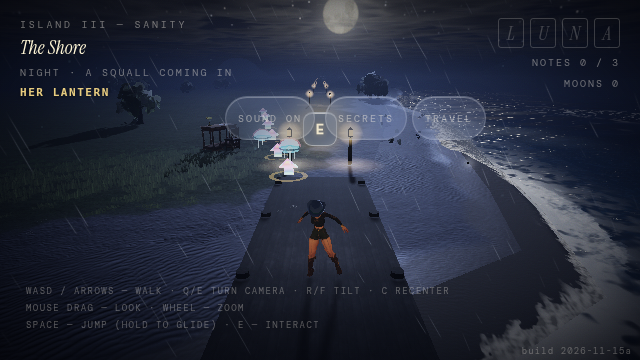 ISLAND III — SANITY
The Shore
NIGHT · A SQUALL COMING IN
HER LANTERN
L U N A
NOTES 0 / 3
MOONS 0
SOUND ON
E
SECRETS
TRAVEL
WASD / ARROWS — WALK · Q/E TURN CAMERA · R/F TILT · C RECENTER
MOUSE DRAG — LOOK · WHEEL — ZOOM
SPACE — JUMP (HOLD TO GLIDE) · E — INTERACT
build 2026-11-15a